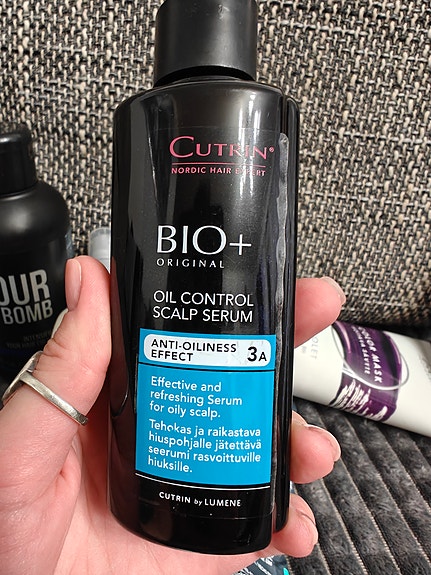 CUTRIN®
NORDIC HAIR EXPERT
BIO+
ORIGINAL
OIL CONTROL
SCALP SERUM
ANTI-OILINESS
EFFECT
3A
Effective and
refreshing Serum
for oily scalp.
Tehokas ja raikastava
hiuspohjalle jätettävä
seerumi rasvoittuville
hiuksille.
CUTRIN by LUMENE
OUR
BOMB
MASK